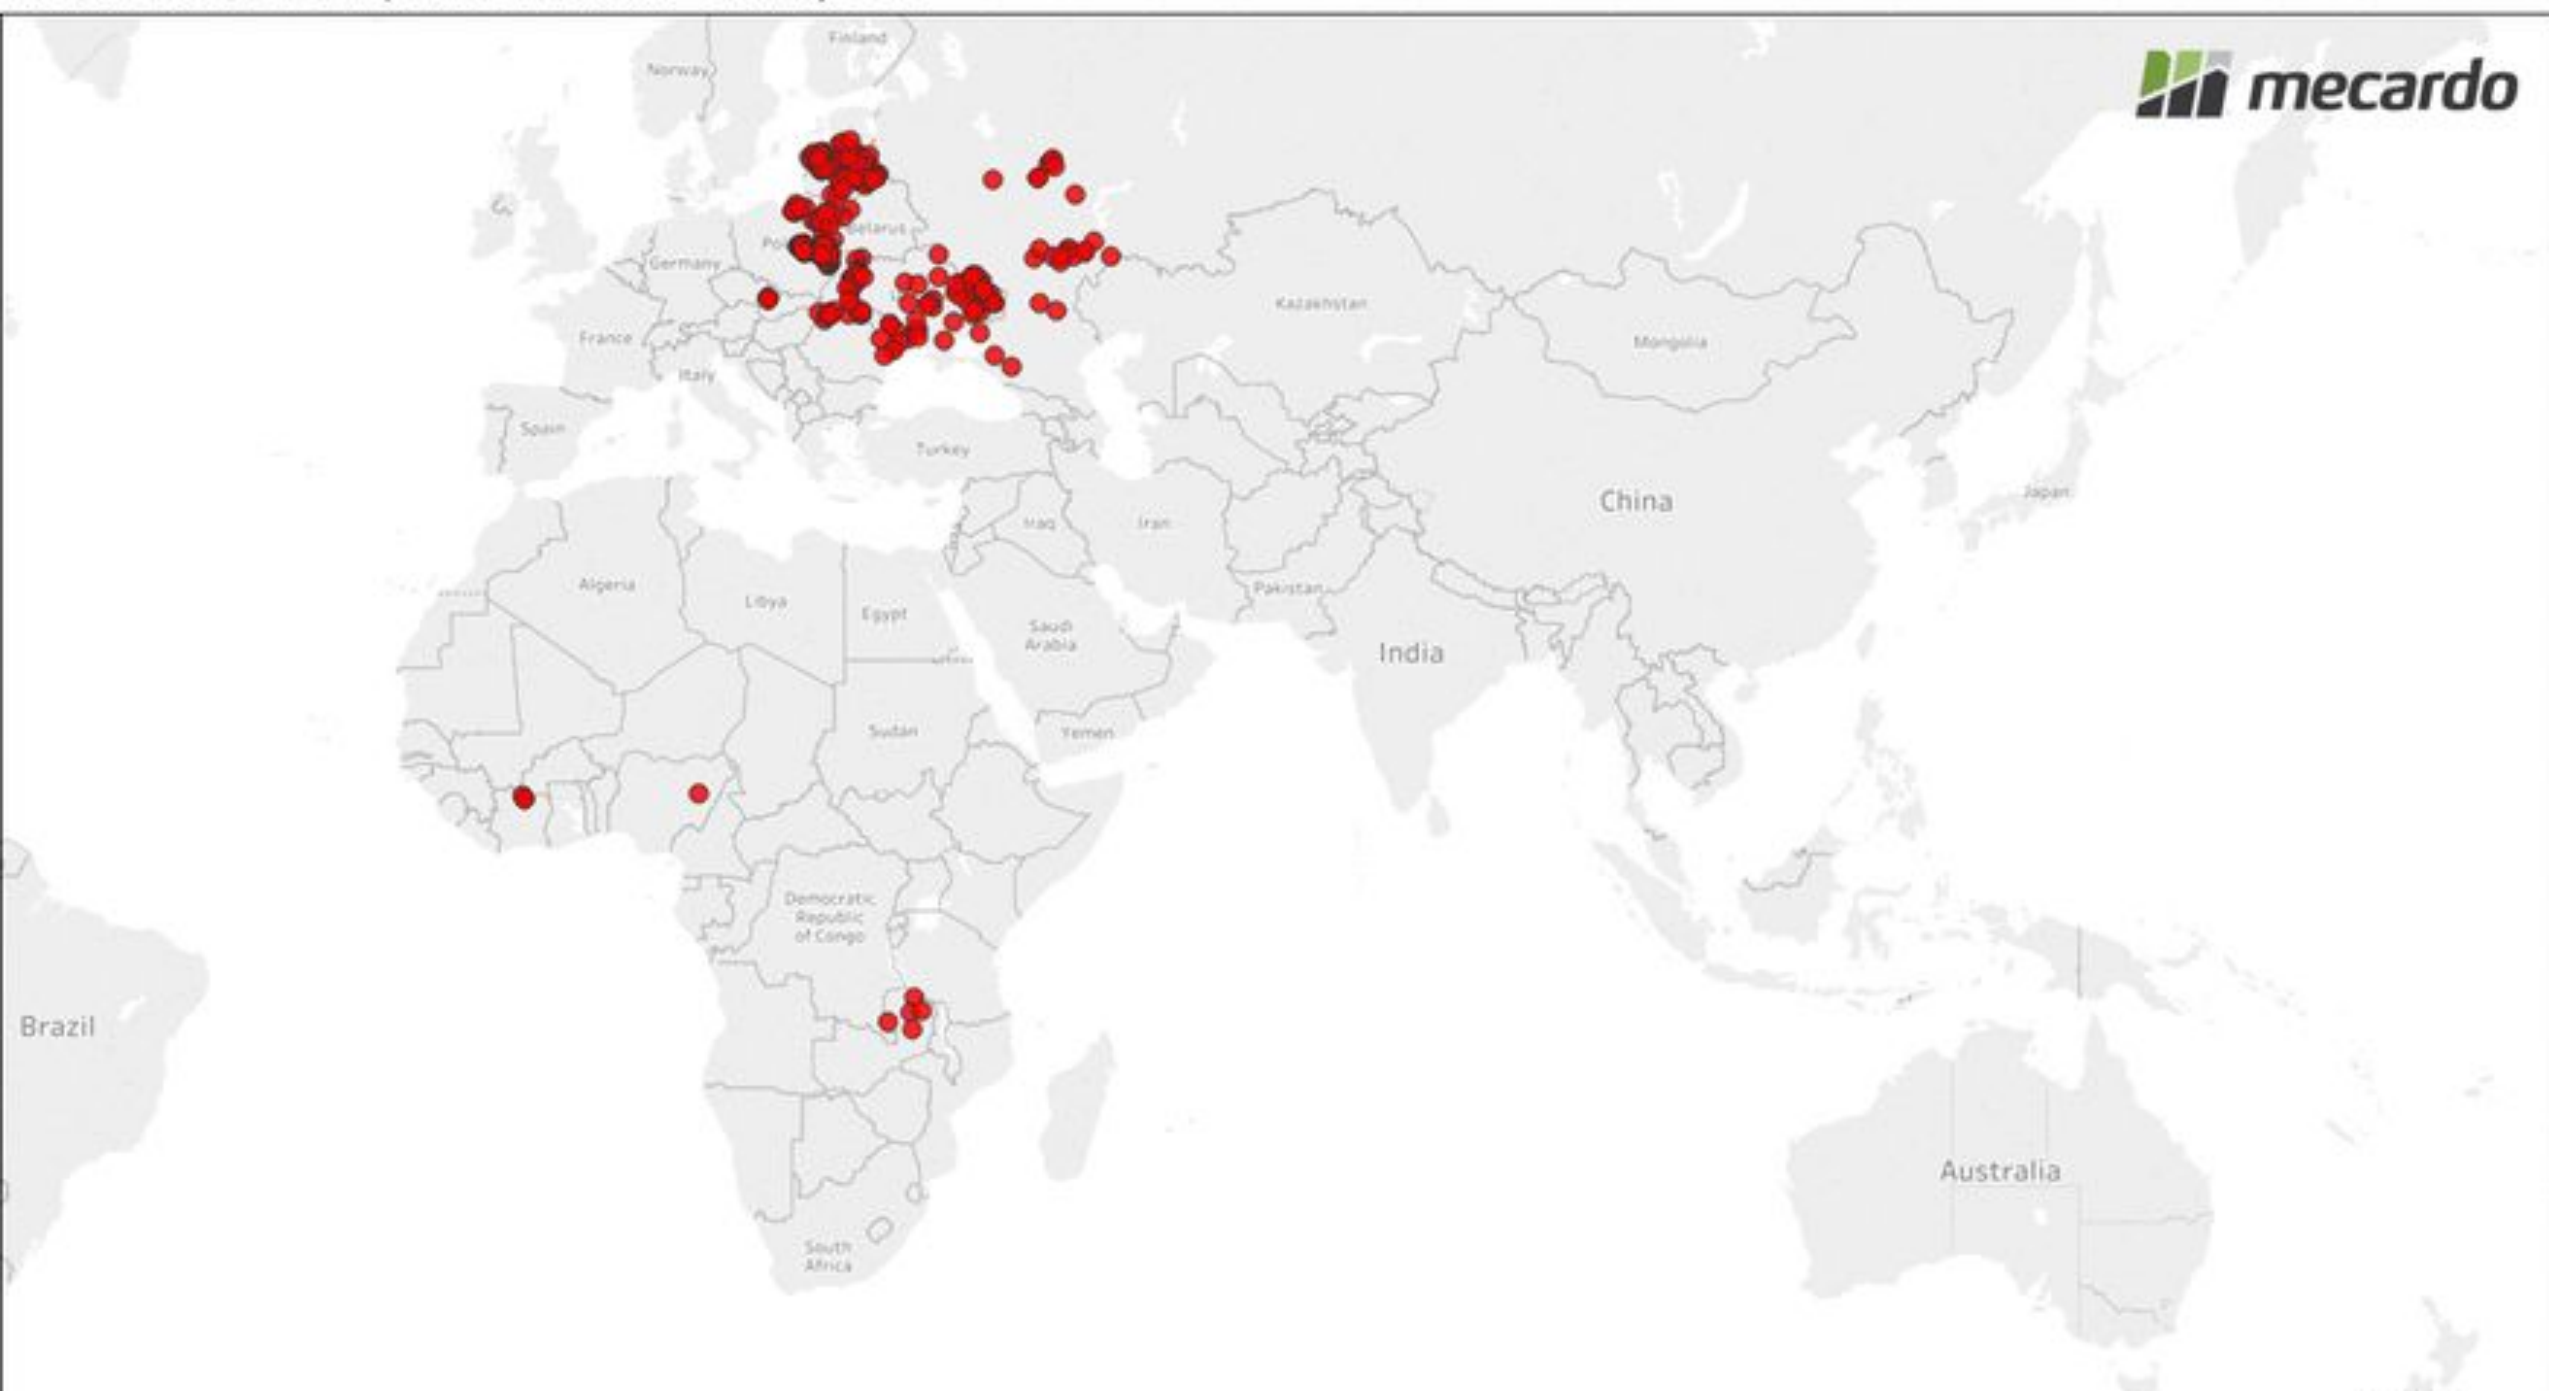 mecardo
Finland
Norway
Belarus
Germany
Kazakhstan
France
Mongolia
Italy
Spain
Turkey
China
Japan
Iraq
Iran
Algeria
Libya
Egypt
Pakistan
Saudi
Arabia
India
Sudan
Yemen
Democratic
Republic
of Congo
Brazil
Australia
South
Africa